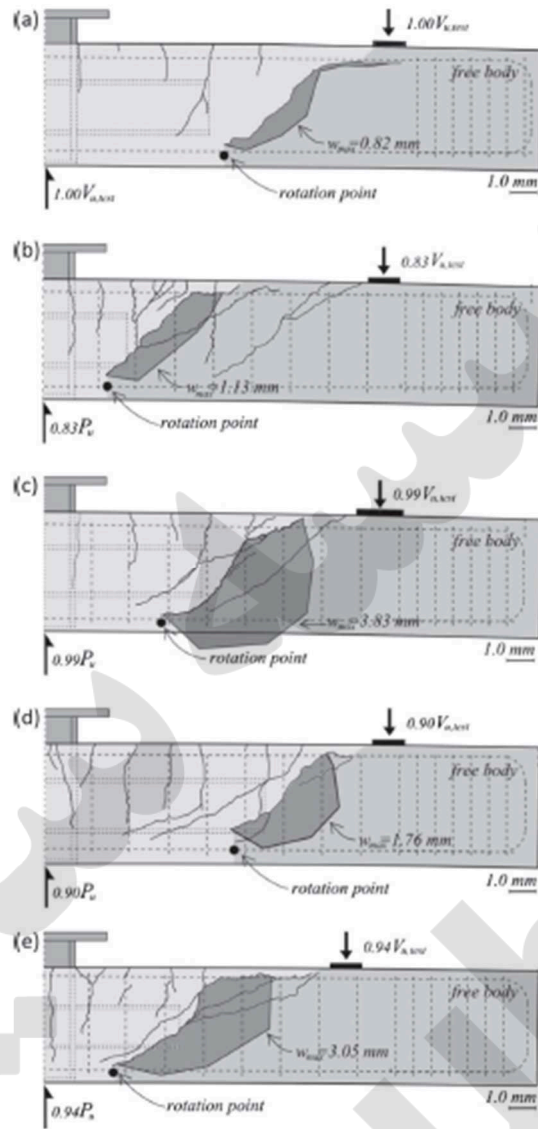 (a)
1.00V_u,test
free body
w_max=0.82 mm
rotation point
1.00V_u,test
1.0 mm
(b)
0.83V_u,test
free body
w_max=1.13 mm
rotation point
0.83P_u
1.0 mm
(c)
0.99V_u,test
free body
w_max=3.83 mm
rotation point
0.99P_u
1.0 mm
(d)
0.90V_u,test
free body
w_max=1.76 mm
rotation point
0.90P_u
1.0 mm
(e)
0.94V_u,test
free body
w_max=3.05 mm
rotation point
0.94P_u
1.0 mm